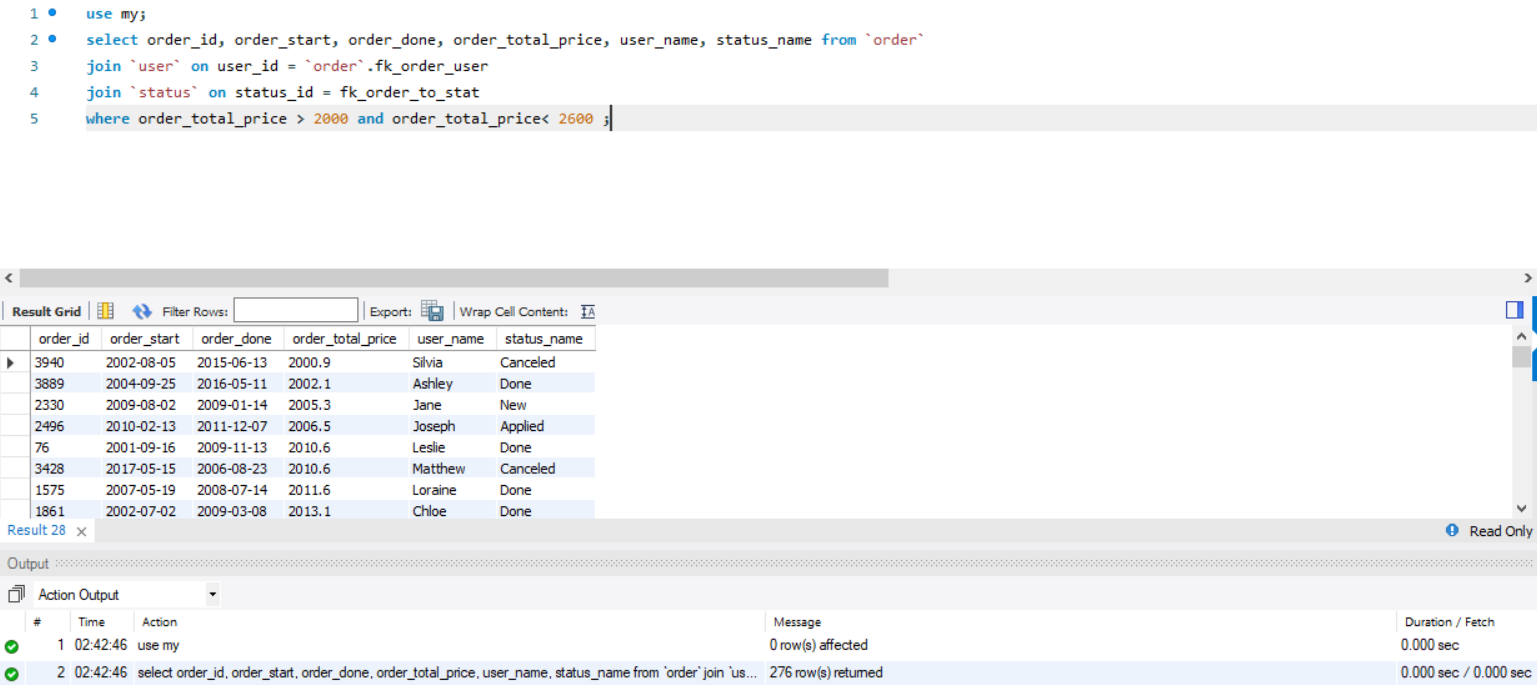 1 use my;
2 select order_id, order_start, order_done, order_total_price, user_name, status_name from `order`
3 join `user` on user_id = `order`.fk_order_user
4 join `status` on status_id = fk_order_to_stat
5 where order_total_price > 2000 and order_total_price< 2600 ;
Result Grid Filter Rows: Export: Wrap Cell Content: IA
order_id order_start order_done order_total_price user_name status_name
3940 2002-08-05 2015-06-13 2000.9 Silvia Canceled
3889 2004-09-25 2016-05-11 2002.1 Ashley Done
2330 2009-08-02 2009-01-14 2005.3 Jane New
2496 2010-02-13 2011-12-07 2006.5 Joseph Applied
76 2001-09-16 2009-11-13 2010.6 Leslie Done
3428 2017-05-15 2006-08-23 2010.6 Matthew Canceled
1575 2007-05-19 2008-07-14 2011.6 Loraine Done
1861 2002-07-02 2009-03-08 2013.1 Chloe Done
Result 28 Read Only
Output
Action Output
# Time Action Message Duration / Fetch
1 02:42:46 use my 0 row(s) affected 0.000 sec
2 02:42:46 select order_id, order_start, order_done, order_total_price, user_name, status_name from `order` join `us... 276 row(s) returned 0.000 sec / 0.000 sec